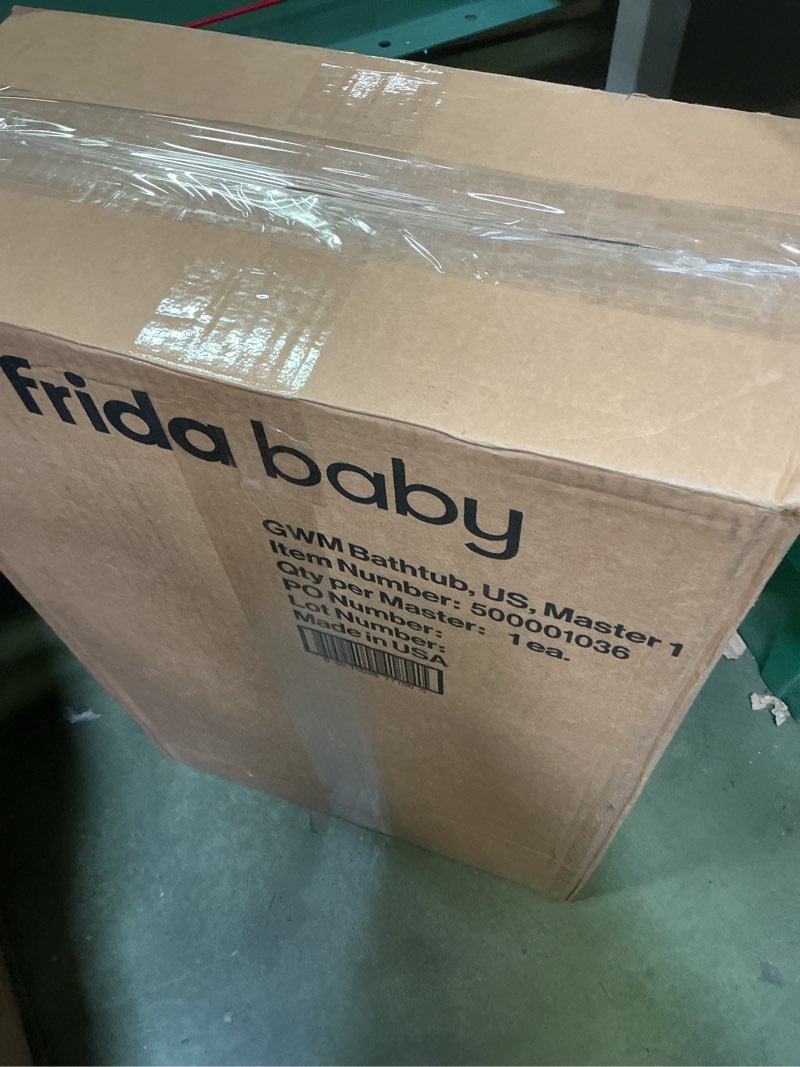 frida baby
GWM Bathtub, US, Master 1
Item Number: 500001036
Qty per Master: 1 ea.
PO Number:
Lot Number:
Made in USA